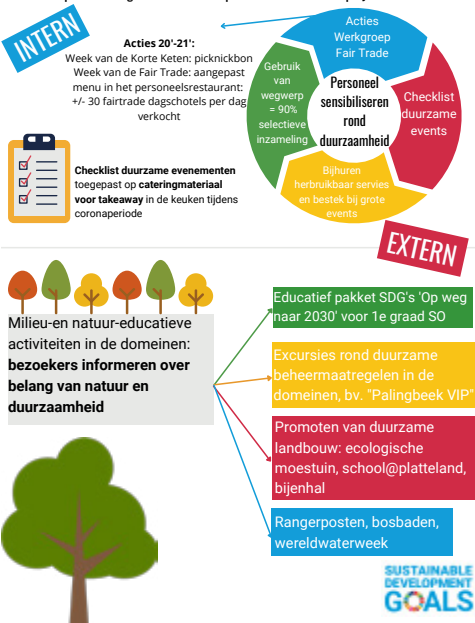 INTERN
Acties 20'-21':
Week van de Korte Keten: picknickbon
Week van de Fair Trade: aangepast
menu in het personeelsrestaurant:
+/- 30 fairtrade dagschotels per dag
verkocht
Acties
Werkgroep
Fair Trade
Gebruik
van
wegwerp
= 90%
selectieve
inzameling
Personeel
sensibiliseren
rond
duurzaamheid
Checklist
duurzame
events
Bijhuren
herbruikbaar servies
en bestek bij grote
events
Checklist duurzame evenementen
toegepast op cateringmateriaal
voor takeaway in de keuken tijdens
coronaperiode
EXTERN
Milieu-en natuur-educatieve
activiteiten in de domeinen:
bezoekers informeren over
belang van natuur en
duurzaamheid
Educatief pakket SDG's 'Op weg
naar 2030' voor 1e graad SO
Excursies rond duurzame
beheermaatregelen in de
domeinen, bv. "Palingbeek VIP"
Promoten van duurzame
landbouw: ecologische
moestuin, school@platteland,
bijenhal
Rangerposten, bosbaden,
wereldwaterweek
SUSTAINABLE
DEVELOPMENT
GOALS